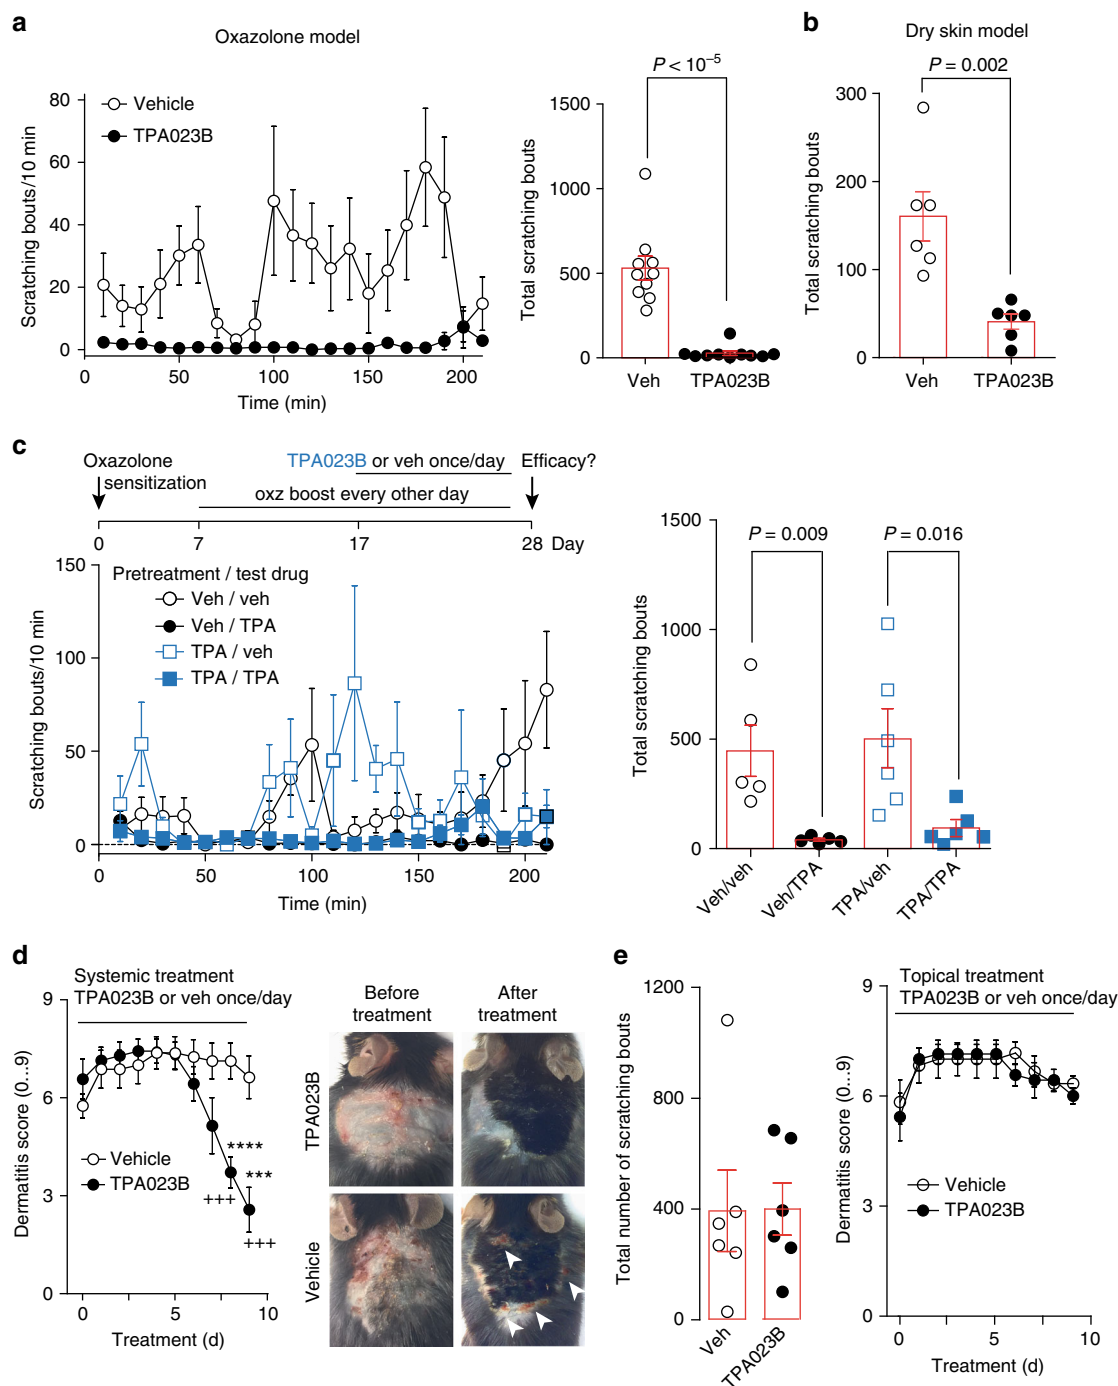 a
Oxazolone model
Scratching bouts/10 min
80
60
40
20
0
Vehicle
TPA023B
0 50 100 150 200
Time (min)
Total scratching bouts
1500
1000
500
0
P < 10⁻⁵
Veh TPA023B
b
Dry skin model
Total scratching bouts
300
200
100
0
P = 0.002
Veh TPA023B
c
Oxazolone
sensitization
TPA023B or veh once/day
Efficacy?
oxz boost every other day
0 7 17 28 Day
Scratching bouts/10 min
150
100
50
0
Pretreatment / test drug
Veh / veh
Veh / TPA
TPA / veh
TPA / TPA
0 50 100 150 200
Time (min)
Total scratching bouts
1500
1000
500
0
P = 0.009
P = 0.016
Veh/veh
Veh/TPA
TPA/veh
TPA/TPA
d
Systemic treatment
TPA023B or veh once/day
Dermatitis score (0...9)
9
6
3
0
Vehicle
TPA023B
****
***
+++
+++
0 5 10
Treatment (d)
Before
treatment
After
treatment
TPA023B
Vehicle
e
Total number of scratching bouts
1200
800
400
0
Veh
TPA023B
Topical treatment
TPA023B or veh once/day
Dermatitis score (0...9)
9
6
3
0
Vehicle
TPA023B
0 5 10
Treatment (d)